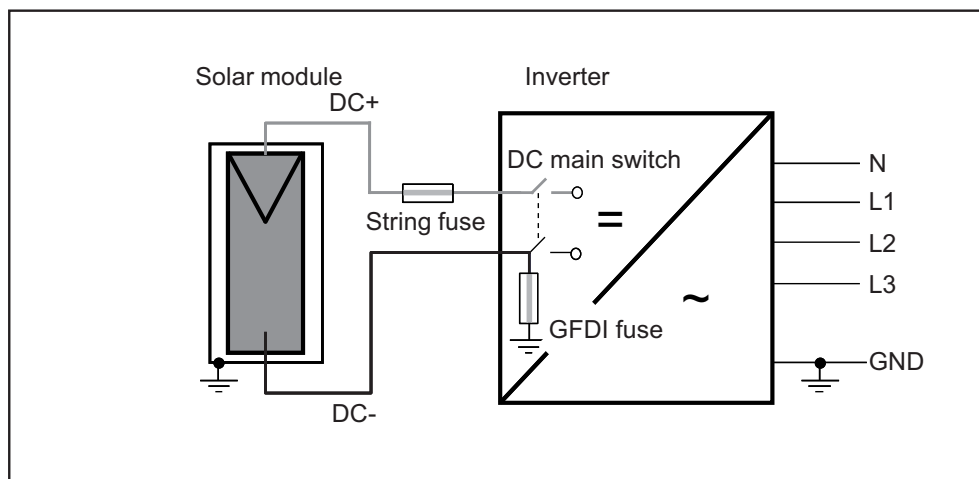 Solar module
Inverter
DC+
DC main switch
N
L1
String fuse
=
L2
L3
~
GFDI fuse
GND
DC-